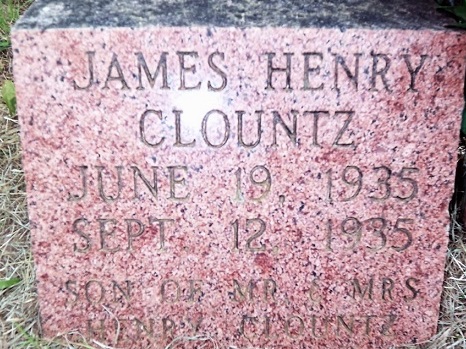 JAMES HENRY
CLOUNTZ
JUNE 19, 1935
SEPT. 12, 1935
SON OF MR & MRS
HENRY CLOUNTZ